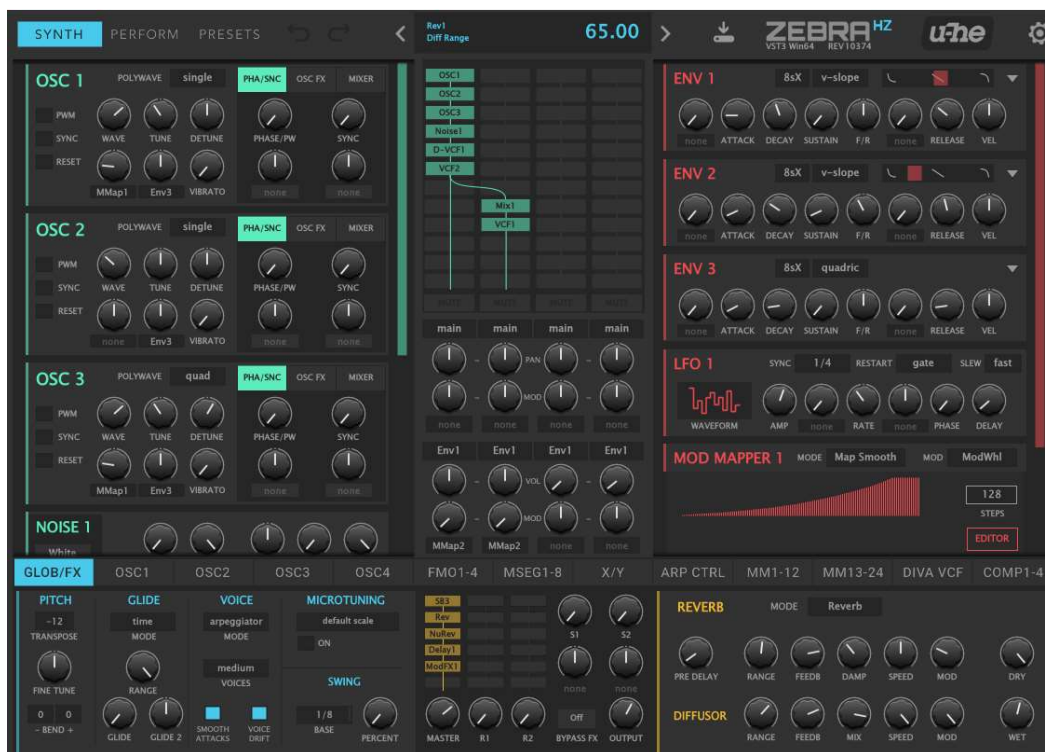 SYNTH PERFORM PRESETS
Rev1
Diff Range
65.00
ZEBRA HZ
VST3 Win64 REV10374
u-he
OSC 1 POLYWAVE single PHA/SNC OSC FX MIXER
PWM
SYNC
RESET
WAVE TUNE DETUNE PHASE/PW SYNC
MMap1 Env3 VIBRATO none none
OSC 2 POLYWAVE single PHA/SNC OSC FX MIXER
PWM
SYNC
RESET
WAVE TUNE DETUNE PHASE/PW SYNC
none Env3 VIBRATO none none
OSC 3 POLYWAVE quad PHA/SNC OSC FX MIXER
PWM
SYNC
RESET
WAVE TUNE DETUNE PHASE/PW SYNC
MMap1 Env3 VIBRATO none none
NOISE 1
White
OSC1
OSC2
OSC3
Noise1
D-VCF1
VCF2
Mix1
VCF1
MUTE MUTE MUTE MUTE
main main main main
PAN
MOD
none none none none
Env1 Env1 Env1 Env1
VOL
MOD
MMap2 MMap2 none none
ENV 1 8sX v-slope
none ATTACK DECAY SUSTAIN F/R none RELEASE VEL
ENV 2 8sX v-slope
none ATTACK DECAY SUSTAIN F/R none RELEASE VEL
ENV 3 8sX quadric
none ATTACK DECAY SUSTAIN F/R none RELEASE VEL
LFO 1 SYNC 1/4 RESTART gate SLEW fast
WAVEFORM AMP none RATE none PHASE DELAY
MOD MAPPER 1 MODE Map Smooth MOD ModWhl
128
STEPS
EDITOR
GLOB/FX OSC1 OSC2 OSC3 OSC4 FMO1-4 MSEG1-8 X/Y ARP CTRL MM1-12 MM13-24 DIVA VCF COMP1-4
PITCH
-12
TRANSPOSE
FINE TUNE
0 0
- BEND +
GLIDE
time
MODE
RANGE
GLIDE GLIDE 2
VOICE
arpeggiator
MODE
medium
VOICES
SMOOTH ATTACKS
VOICE DRIFT
MICROTUNING
default scale
ON
SWING
1/8
BASE PERCENT
SB3
Rev
NuRev
Delay1
ModFX1
S1 S2
none none
Off
MASTER R1 R2 BYPASS FX OUTPUT
REVERB MODE Reverb
PRE DELAY RANGE FEEDB DAMP SPEED MOD DRY
DIFFUSOR
RANGE FEEDB MIX SPEED MOD WET